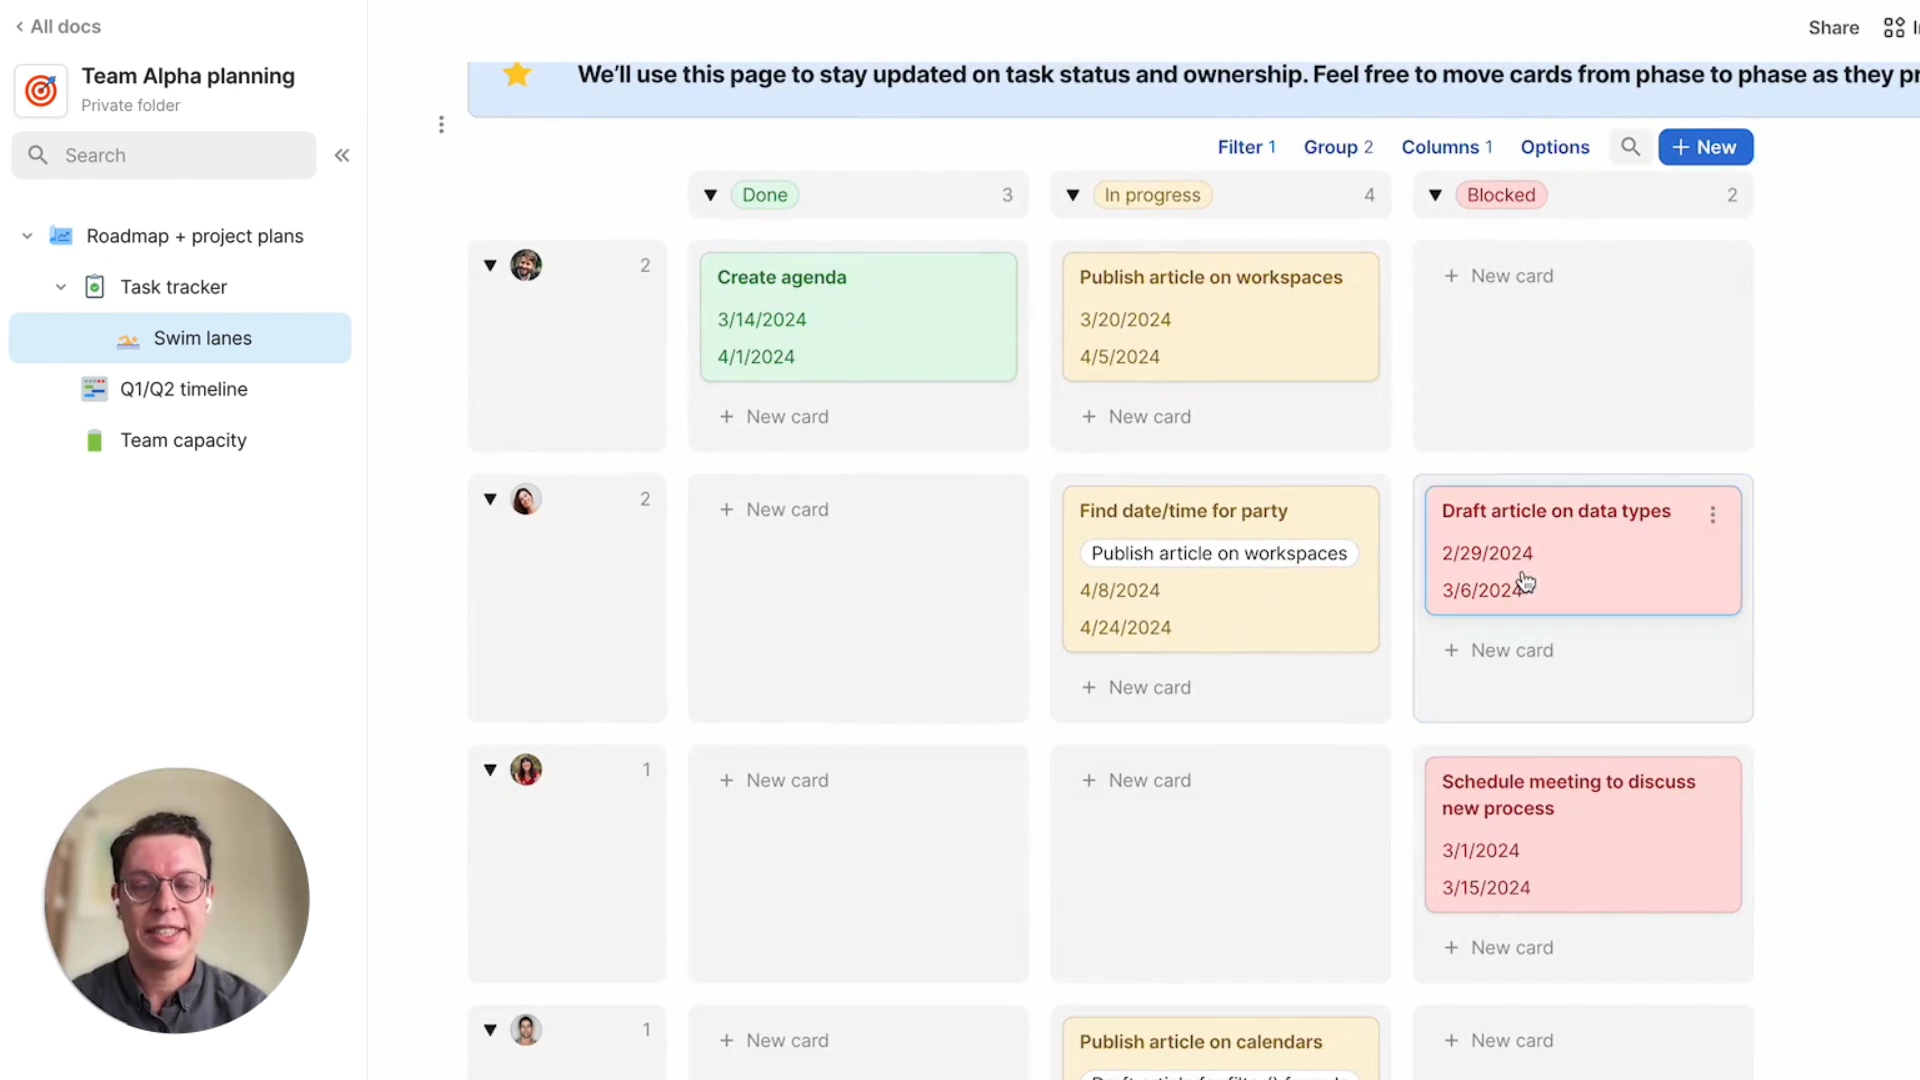 All docs
Share
Team Alpha planning
Private folder
We'll use this page to stay updated on task status and ownership. Feel free to move cards from phase to phase as they
Search
Filter 1
Group 2
Columns 1
Options
New
Done
3
In progress
4
Blocked
2
Roadmap + project plans
Task tracker
Swim lanes
Q1/Q2 timeline
Team capacity
2
Create agenda
3/14/2024
4/1/2024
+ New card
Publish article on workspaces
3/20/2024
4/5/2024
+ New card
+ New card
2
+ New card
Find date/time for party
Publish article on workspaces
4/8/2024
4/24/2024
+ New card
Draft article on data types
2/29/2024
3/6/2024
+ New card
1
+ New card
+ New card
Schedule meeting to discuss
new process
3/1/2024
3/15/2024
+ New card
1
+ New card
Publish article on calendars
+ New card